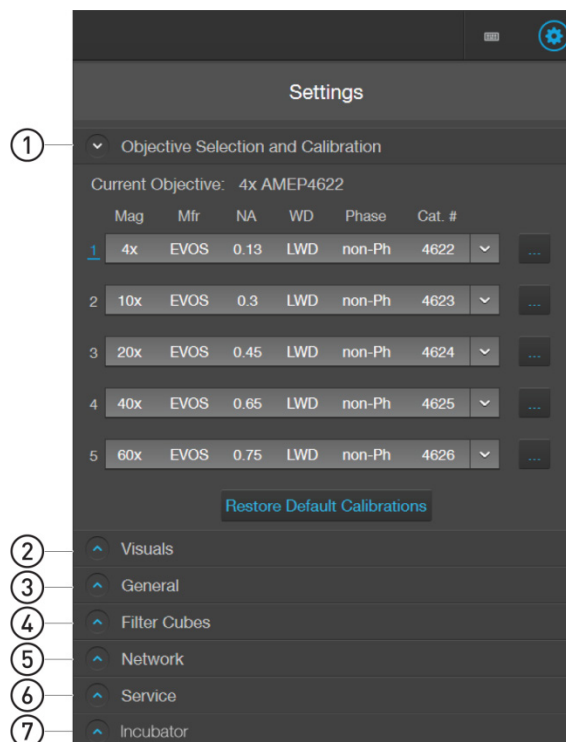 Settings
1 Objective Selection and Calibration
Current Objective: 4x AMEP4622
Mag Mfr NA WD Phase Cat. #
1 4x EVOS 0.13 LWD non-Ph 4622 ...
2 10x EVOS 0.3 LWD non-Ph 4623 ...
3 20x EVOS 0.45 LWD non-Ph 4624 ...
4 40x EVOS 0.65 LWD non-Ph 4625 ...
5 60x EVOS 0.75 LWD non-Ph 4626 ...
Restore Default Calibrations
2 Visuals
3 General
4 Filter Cubes
5 Network
6 Service
7 Incubator